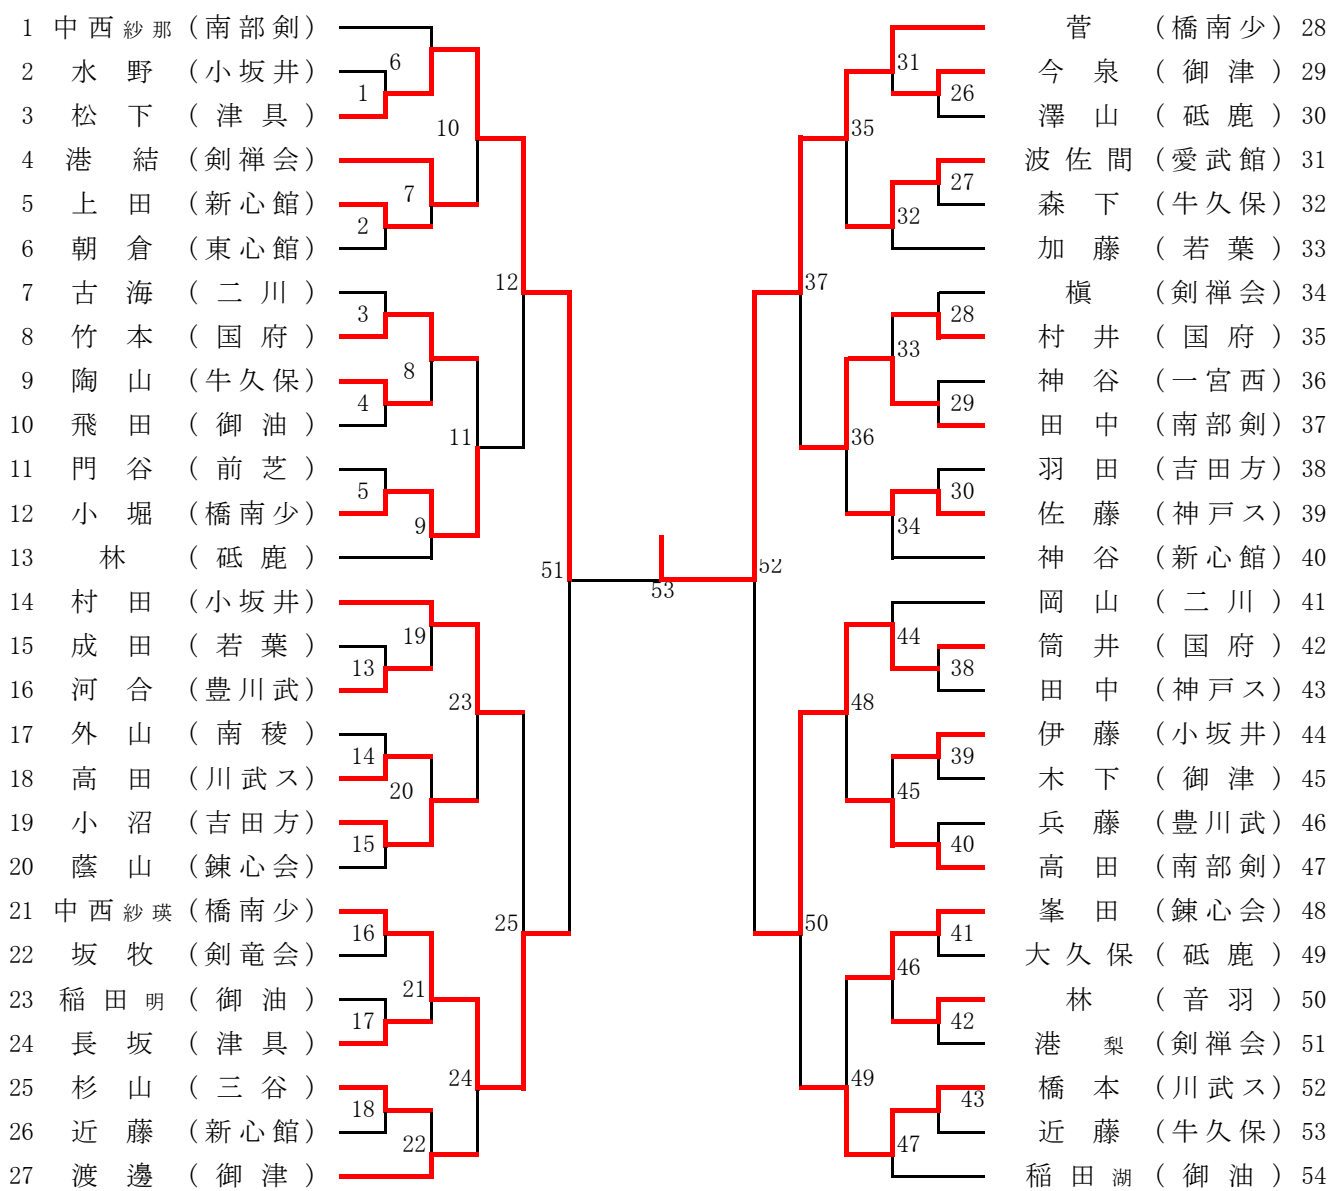 1 中西紗那 (南部剣)
2 水野 (小坂井)
3 松下 (津具)
4 港結 (剣禅会)
5 上田 (新心館)
6 朝倉 (東心館)
7 古海 (二川)
8 竹本 (国府)
9 陶山 (牛久保)
10 飛田 (御油)
11 門谷 (前芝)
12 小堀 (橋南少)
13 林 (砥鹿)
14 村田 (小坂井)
15 成田 (若葉)
16 河合 (豊川武)
17 外山 (南稜)
18 高田 (川武ス)
19 小沼 (吉田方)
20 蔭山 (錬心会)
21 中西紗瑛 (橋南少)
22 坂牧 (剣竜会)
23 稲田明 (御油)
24 長坂 (津具)
25 杉山 (三谷)
26 近藤 (新心館)
27 渡邊 (御津)
6
1
10
7
2
12
3
8
4
11
5
9
51
19
13
23
14
20
15
25
16
21
17
24
18
22
53
31
26
35
27
32
37
28
33
29
36
30
34
52
44
38
48
39
45
40
50
41
46
42
49
43
47
菅 (橋南少) 28
今泉 (御津) 29
澤山 (砥鹿) 30
波佐間 (愛武館) 31
森下 (牛久保) 32
加藤 (若葉) 33
槇 (剣禅会) 34
村井 (国府) 35
神谷 (一宮西) 36
田中 (南部剣) 37
羽田 (吉田方) 38
佐藤 (神戸ス) 39
神谷 (新心館) 40
岡山 (二川) 41
筒井 (国府) 42
田中 (神戸ス) 43
伊藤 (小坂井) 44
木下 (御津) 45
兵藤 (豊川武) 46
高田 (南部剣) 47
峯田 (錬心会) 48
大久保 (砥鹿) 49
林 (音羽) 50
港梨 (剣禅会) 51
橋本 (川武ス) 52
近藤 (牛久保) 53
稲田湖 (御油) 54